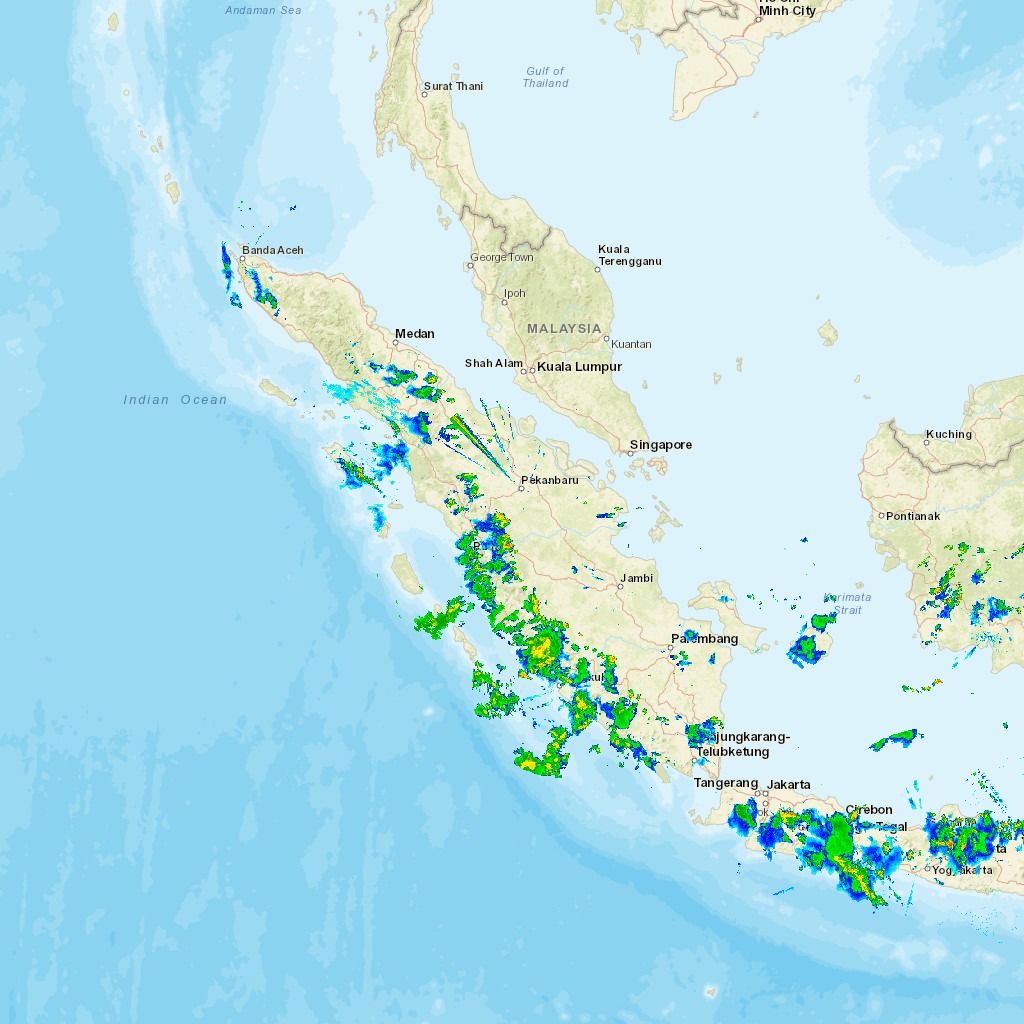 Andaman Sea
Minh City
Gulf of
Thailand
Surat Thani
Banda Aceh
George Town
Kuala
Terengganu
Ipoh
MALAYSIA
Medan
Kuantan
Shah Alam
Kuala Lumpur
Indian Ocean
Singapore
Kuching
Pekanbaru
Pontianak
Jambi
Karimata
Strait
Palembang
Telubketung
Tangerang
Jakarta
Cirebon
Tegal
Yogyakarta